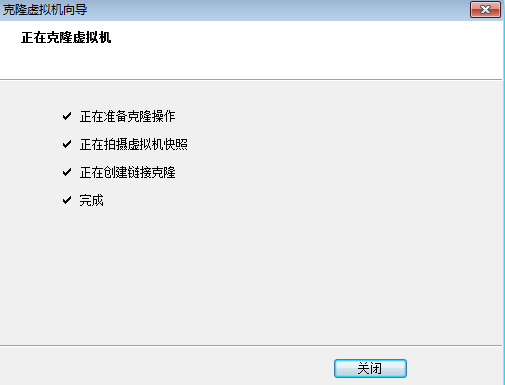 克隆虚拟机向导
正在克隆虚拟机
正在准备克隆操作
正在拍摄虚拟机快照
正在创建链接克隆
完成
关闭